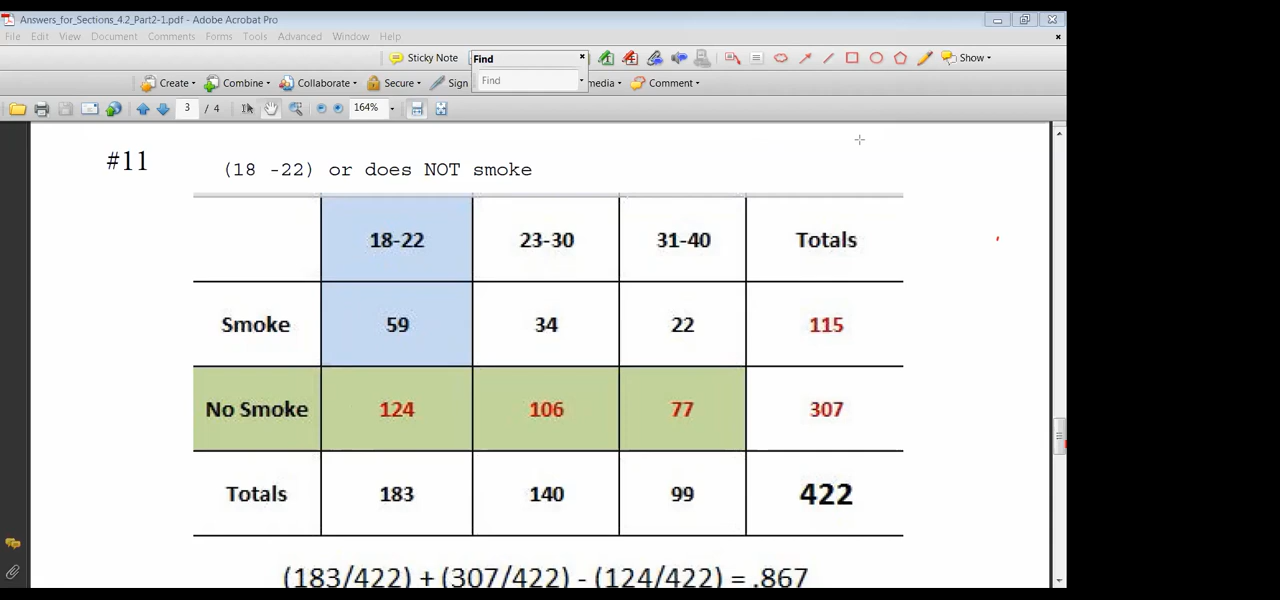 Answers_for_Sections_4.2_Part2-1.pdf - Adobe Acrobat Pro
File Edit View Document Comments Forms Tools Advanced Window Help
Sticky Note Find Show
Create Combine Collaborate Secure Sign Find media Comment
3 / 4 164%
#11 (18 -22) or does NOT smoke
18-22 23-30 31-40 Totals
Smoke 59 34 22 115
No Smoke 124 106 77 307
Totals 183 140 99 422
(183/422) + (307/422) - (124/422) = .867